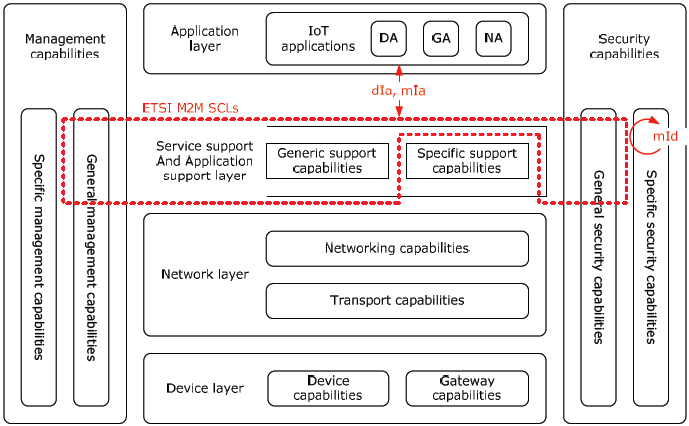 Management
capabilities
Application
layer
IoT
applications
DA
GA
NA
Security
capabilities
dIa, mIa
ETSI M2M SCLs
mId
Service support
And Application
support layer
Generic support
capabilities
Specific support
capabilities
Specific management capabilities
General management capabilities
General security capabilities
Specific security capabilities
Network layer
Networking capabilities
Transport capabilities
Device layer
Device
capabilities
Gateway
capabilities